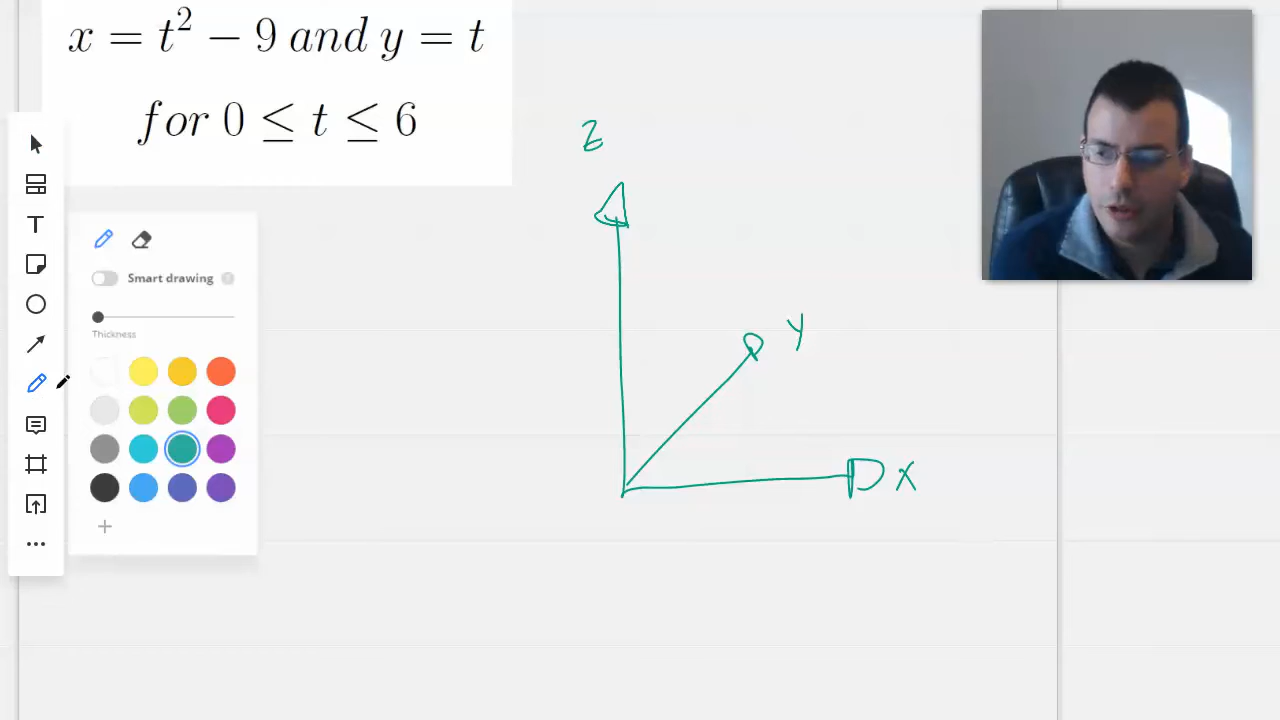 x = t² − 9 and y = t
for 0 ≤ t ≤ 6
Z
Y
X
T
Smart drawing ?
Thickness